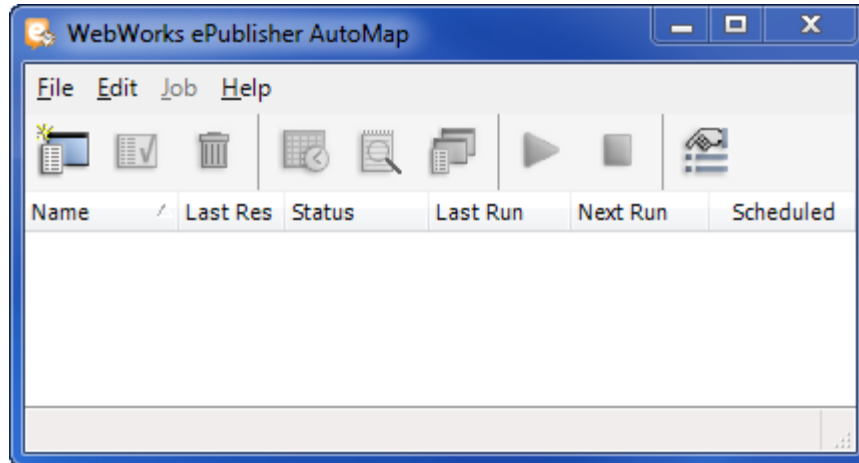 WebWorks ePublisher AutoMap
File Edit Job Help
Name Last Res Status Last Run Next Run Scheduled